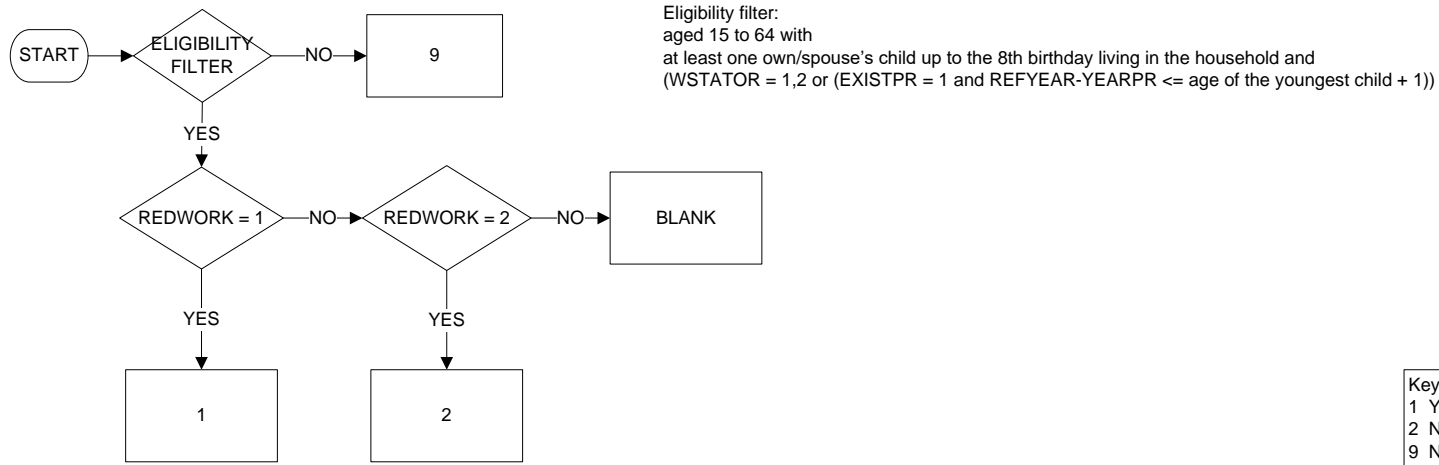 START
ELIGIBILITY
FILTER
NO
9
Eligibility filter:
aged 15 to 64 with
at least one own/spouse's child up to the 8th birthday living in the household and
(WSTATOR = 1,2 or (EXISTPR = 1 and REFYEAR-YEARPR <= age of the youngest child + 1))
YES
REDWORK = 1
NO
REDWORK = 2
NO
BLANK
YES
YES
1
2
Key
1 Y
2 N
9 N